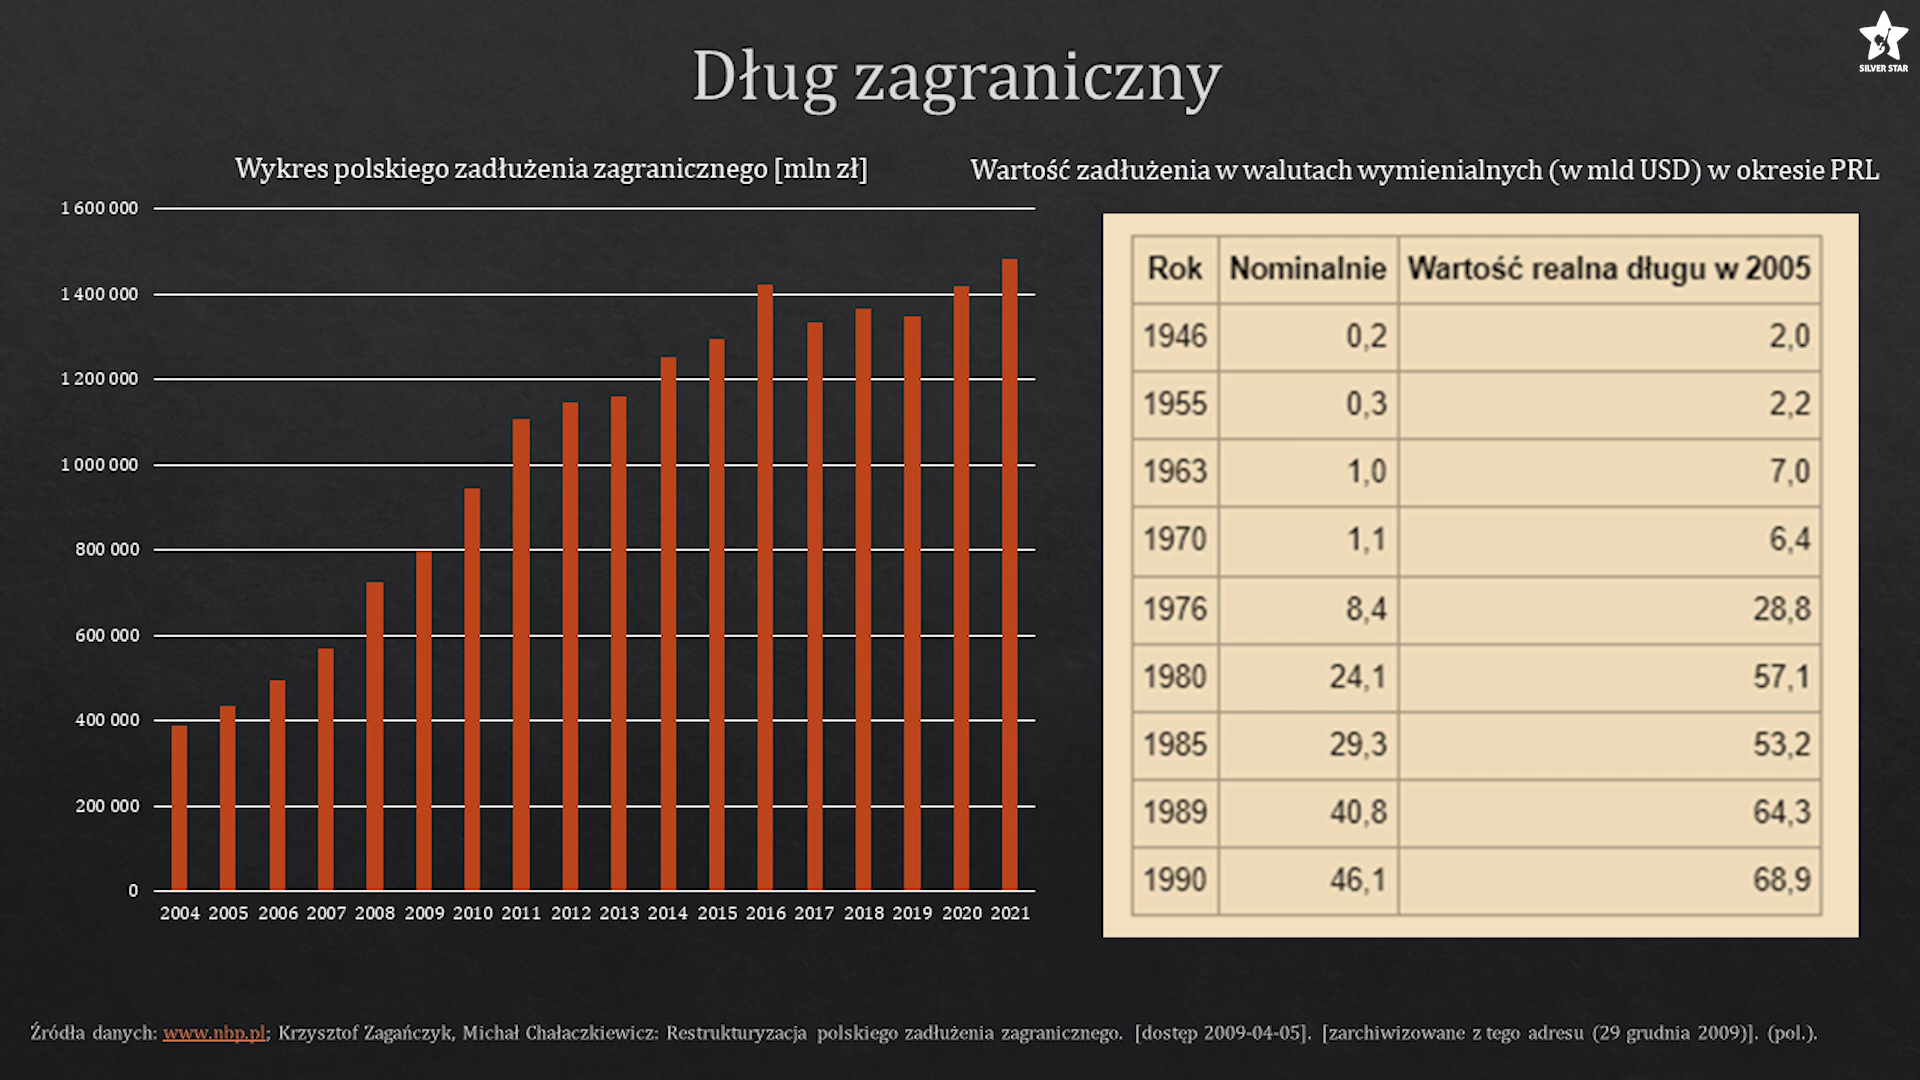 SILVER STAR
Dług zagraniczny
Wykres polskiego zadłużenia zagranicznego [mln zł]
1 600 000
1 400 000
1 200 000
1 000 000
800 000
600 000
400 000
200 000
0
2004 2005 2006 2007 2008 2009 2010 2011 2012 2013 2014 2015 2016 2017 2018 2019 2020 2021
Wartość zadłużenia w walutach wymienialnych (w mld USD) w okresie PRL
Rok Nominalnie Wartość realna długu w 2005
1946 0,2 2,0
1955 0,3 2,2
1963 1,0 7,0
1970 1,1 6,4
1976 8,4 28,8
1980 24,1 57,1
1985 29,3 53,2
1989 40,8 64,3
1990 46,1 68,9
Źródła danych: www.nbp.pl; Krzysztof Zagańczyk, Michał Chałaczkiewicz: Restrukturyzacja polskiego zadłużenia zagranicznego. [dostęp 2009-04-05]. [zarchiwizowane z tego adresu (29 grudnia 2009)]. (pol.).